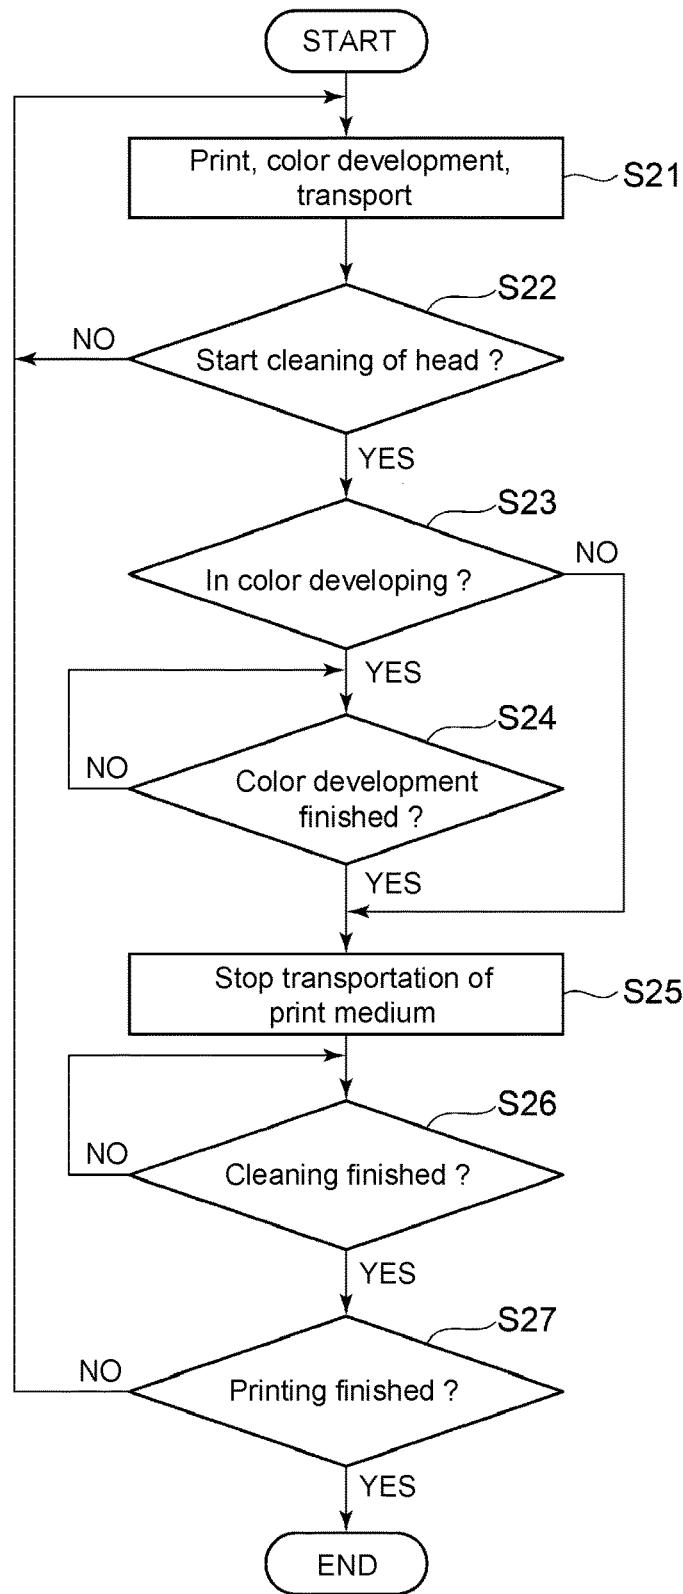 START
Print, color development,
transport
S21
S22
NO
Start cleaning of head ?
YES
S23
NO
In color developing ?
YES
S24
NO
Color development
finished ?
YES
Stop transportation of
print medium
S25
S26
NO
Cleaning finished ?
YES
S27
NO
Printing finished ?
YES
END